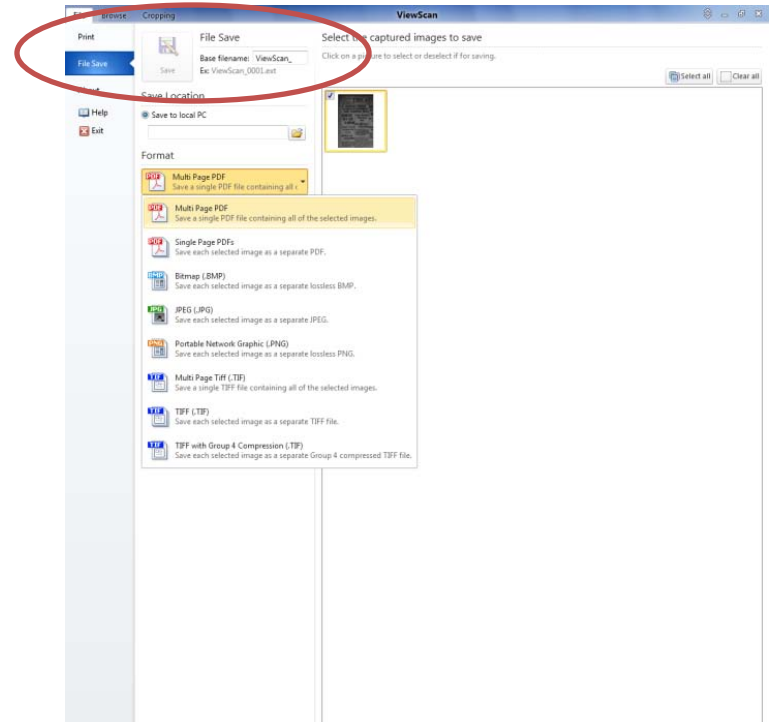 Browse
Cropping
ViewScan
Print
File Save
Help
Exit
Save
File Save
Base filename: ViewScan_
Ex: ViewScan_0001.ext
Save Location
Save to local PC
Format
Multi Page PDF
Save a single PDF file containing all
Multi Page PDF
Save a single PDF file containing all of the selected images.
Single Page PDFs
Save each selected image as a separate PDF.
Bitmap (.BMP)
Save each selected image as a separate lossless BMP.
JPEG (.JPG)
Save each selected image as a separate JPEG.
Portable Network Graphic (.PNG)
Save each selected image as a separate lossless PNG.
Multi Page Tiff (.TIF)
Save a single TIFF file containing all of the selected images.
TIFF (.TIF)
Save each selected image as a separate TIFF file.
TIFF with Group 4 Compression (.TIF)
Save each selected image as a separate Group 4 compressed TIFF file.
Select the captured images to save
Click on a picture to select or deselect if for saving.
Select all
Clear all